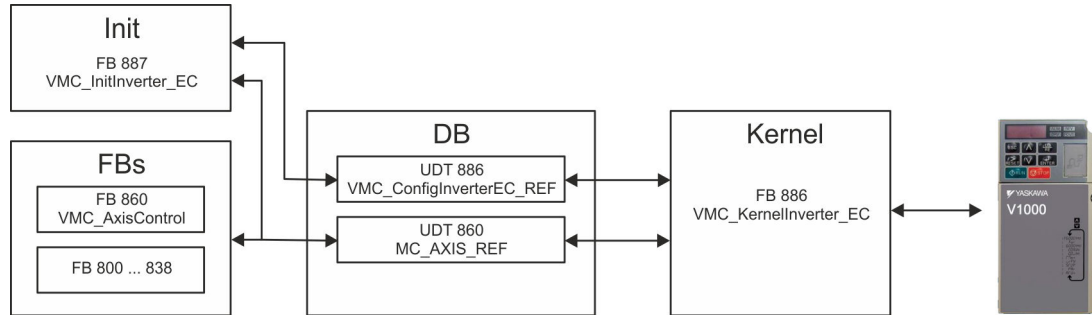 Init
FB 887
VMC_InitInverter_EC
FBs
FB 860
VMC_AxisControl
FB 800 ... 838
DB
UDT 886
VMC_ConfigInverterEC_REF
UDT 860
MC_AXIS_REF
Kernel
FB 886
VMC_KernelInverter_EC
YASKAWA
V1000